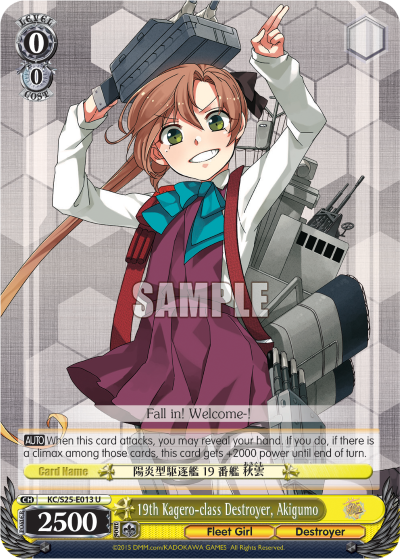 LEVEL
0
0
COST
SAMPLE
Fall in! Welcome-!
AUTO When this card attacks, you may reveal your hand. If you do, if there is
a climax among those cards, this card gets +2000 power until end of turn.
Card Name 陽炎型駆逐艦 19 番艦 秋雲
CH KC/S25-E013 U
19th Kagero-class Destroyer, Akigumo
POWER 2500 SOUL
Fleet Girl Destroyer
©2015 DMM.com/KADOKAWA GAMES All Rights Reserved.